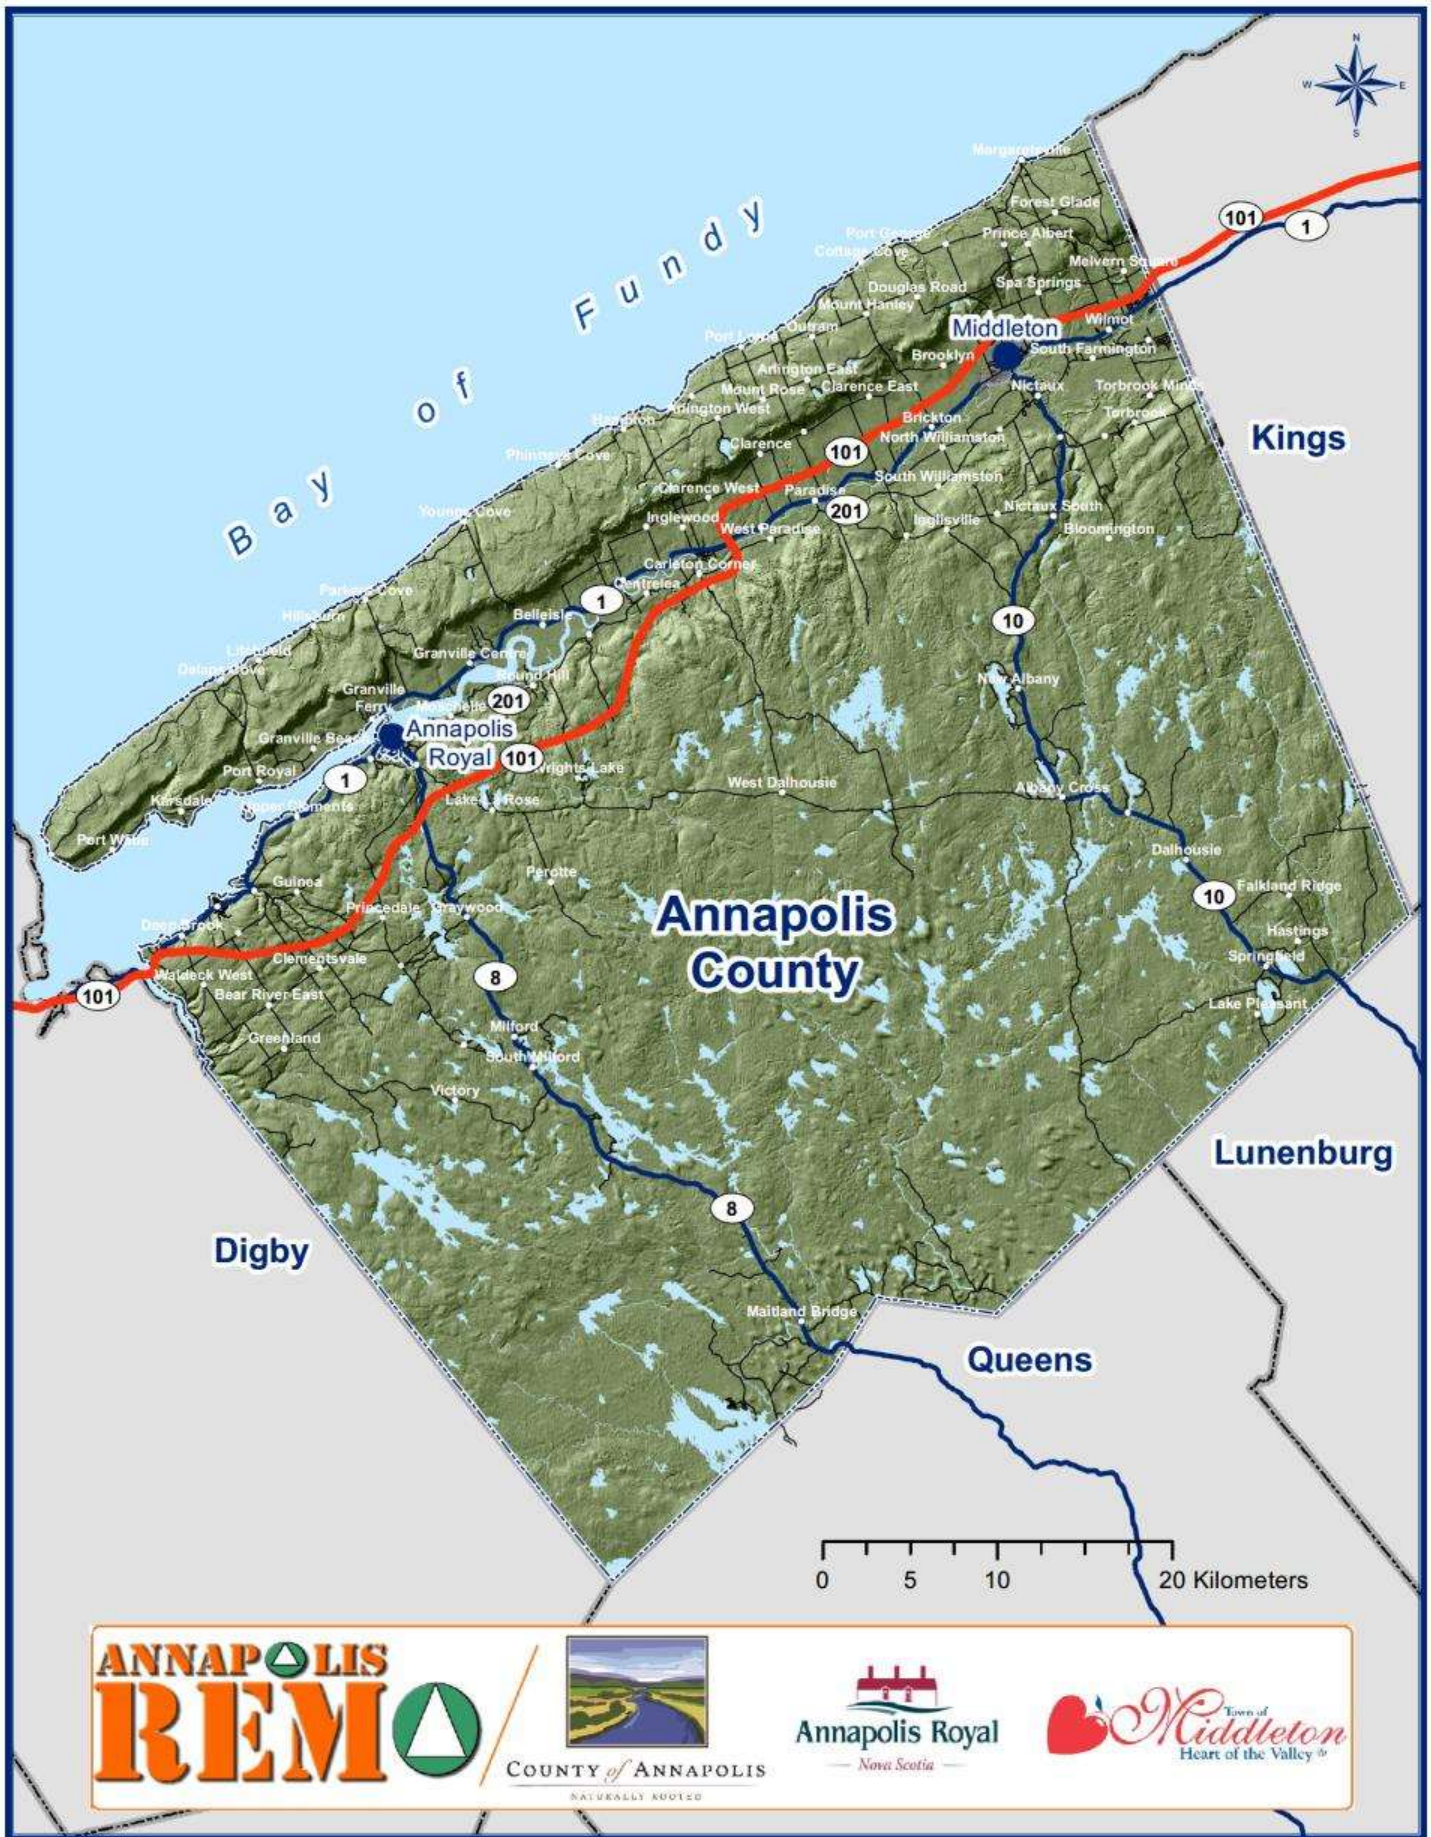 N
W
E
S
Margaretsville
Forest Glade
101
1
Port George
Prince Albert
Cottage Cove
Melvern Square
Spa Springs
Douglas Road
Mount Hanley
Bay of Fundy
Outram
Middleton
Wilmot
Port Lorne
South Farmington
Brooklyn
Arlington East
Mount Rose
Clarence East
Nictaux
Torbrook Mines
Arlington West
Torbrook
Hampton
Brickton
North Williamston
Kings
Clarence
101
Phinneys Cove
South Williamston
Clarence West
Paradise
Youngs Cove
201
Nictaux South
Inglewood
Inglisville
West Paradise
Bloomington
Carleton Corner
Centrelea
Parkers Cove
1
Belleisle
Hillsburn
10
Litchfield
Granville Centre
Delaps Cove
Round Hill
New Albany
Granville
Ferry
Moschelle
201
Granville Beach
Annapolis
Royal
101
Wrights Lake
Port Royal
1
West Dalhousie
Albany Cross
Karsdale
Upper Clements
Lake La Rose
Port Wade
Dalhousie
Perotte
Guinea
Falkland Ridge
10
Princedale
Graywood
Annapolis
County
Deep Brook
Hastings
Clementsvale
Springfield
Waldeck West
8
Bear River East
101
Lake Pleasant
Milford
Greenland
South Milford
Victory
Lunenburg
8
Digby
Maitland Bridge
Queens
0 5 10 20 Kilometers
ANNAPOLIS
REMO
COUNTY of ANNAPOLIS
NATURALLY ROOTED
Annapolis Royal
Nova Scotia
Town of
Middleton
Heart of the Valley